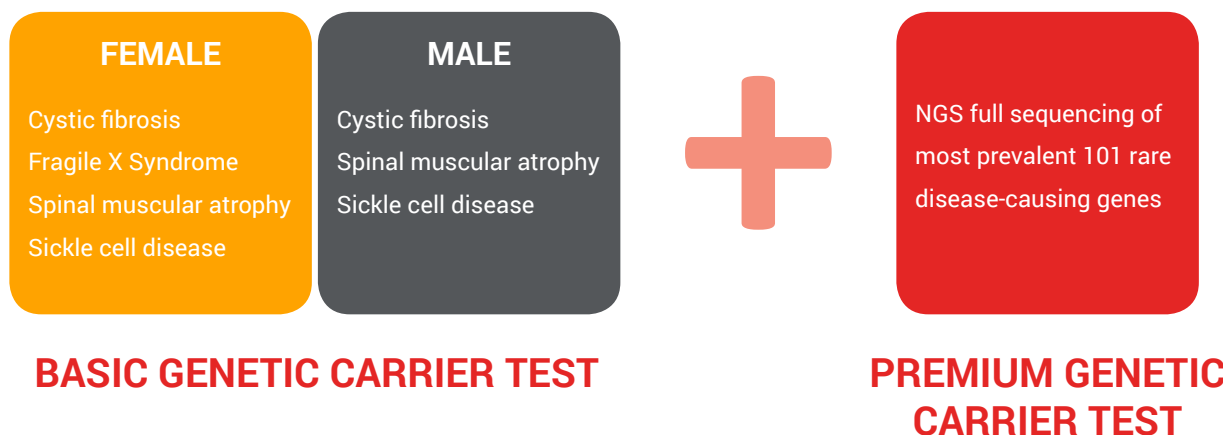 FEMALE
Cystic fibrosis
Fragile X Syndrome
Spinal muscular atrophy
Sickle cell disease
MALE
Cystic fibrosis
Spinal muscular atrophy
Sickle cell disease
NGS full sequencing of
most prevalent 101 rare
disease-causing genes
BASIC GENETIC CARRIER TEST
PREMIUM GENETIC
CARRIER TEST